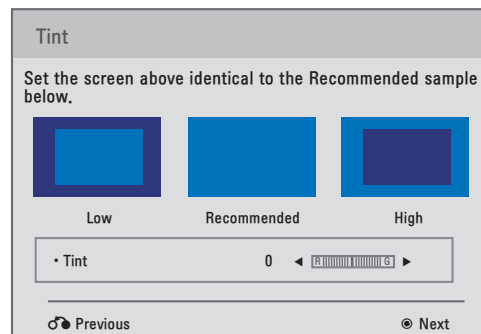 Tint
Set the screen above identical to the Recommended sample
below.
Low Recommended High
• Tint 0 ◄ R G ►
Previous ◉ Next